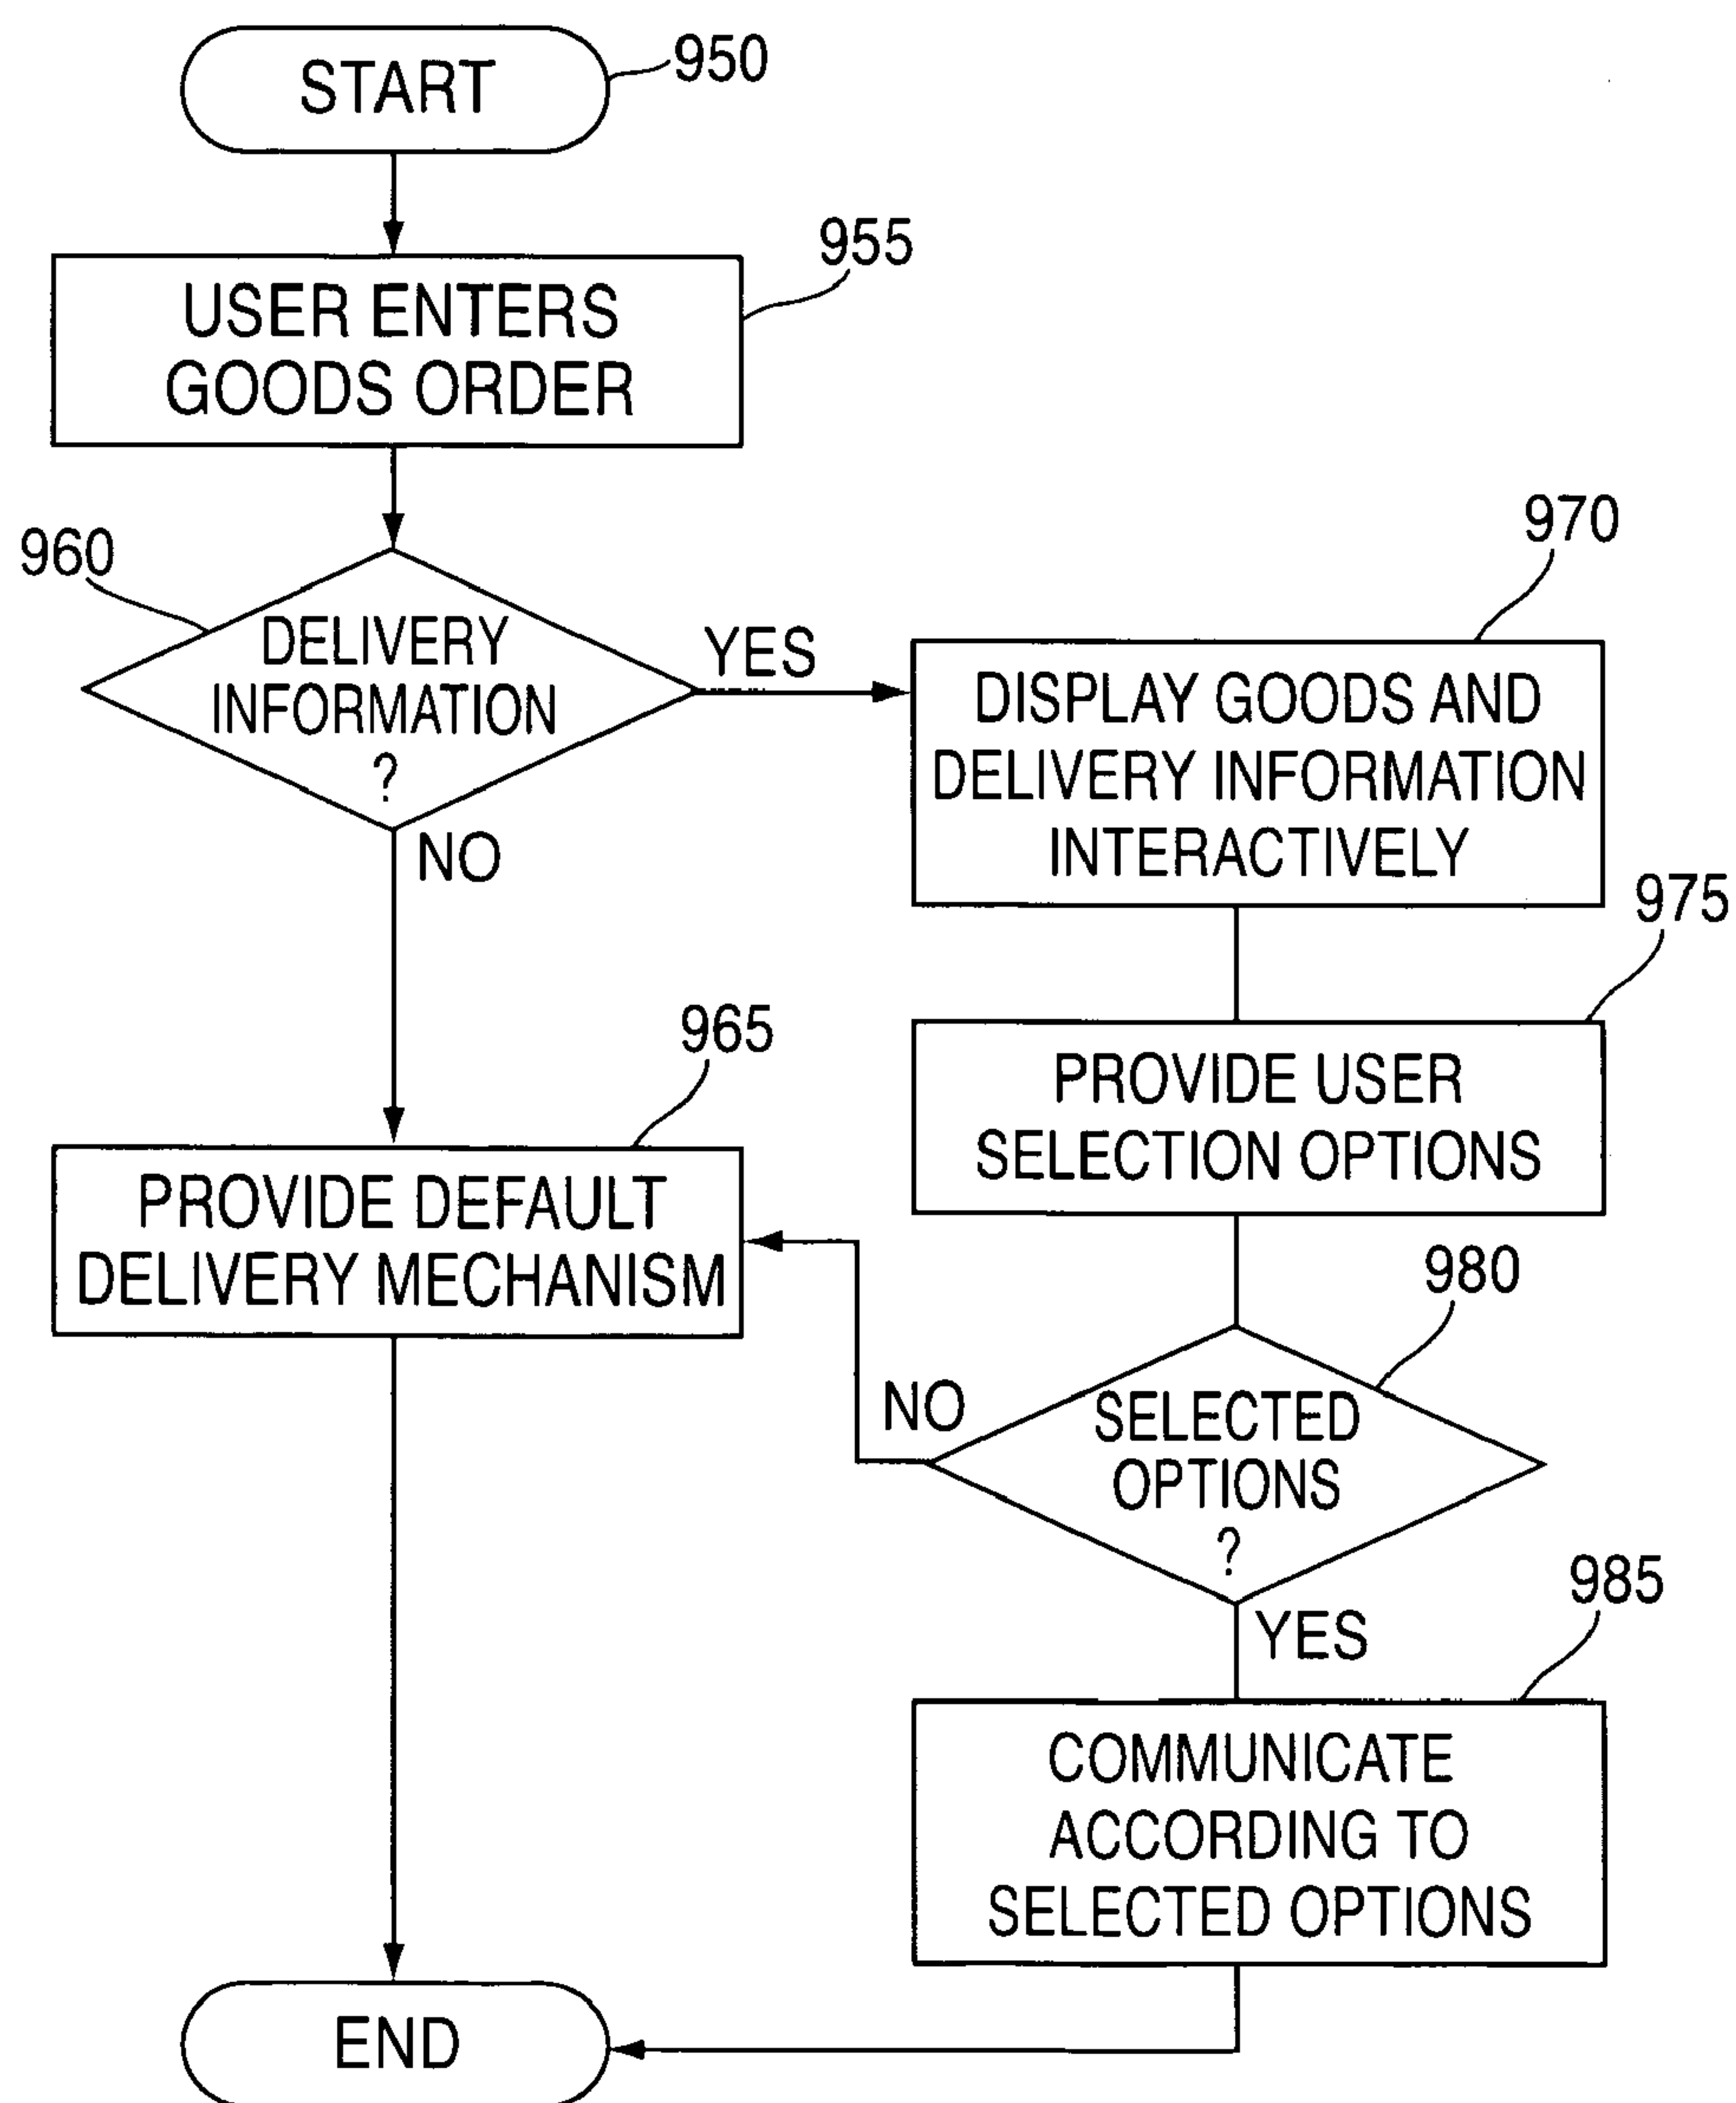 START
950
USER ENTERS
GOODS ORDER
955
960
DELIVERY
INFORMATION
?
YES
NO
970
DISPLAY GOODS AND
DELIVERY INFORMATION
INTERACTIVELY
975
PROVIDE USER
SELECTION OPTIONS
965
PROVIDE DEFAULT
DELIVERY MECHANISM
980
SELECTED
OPTIONS
?
NO
YES
985
COMMUNICATE
ACCORDING TO
SELECTED OPTIONS
END